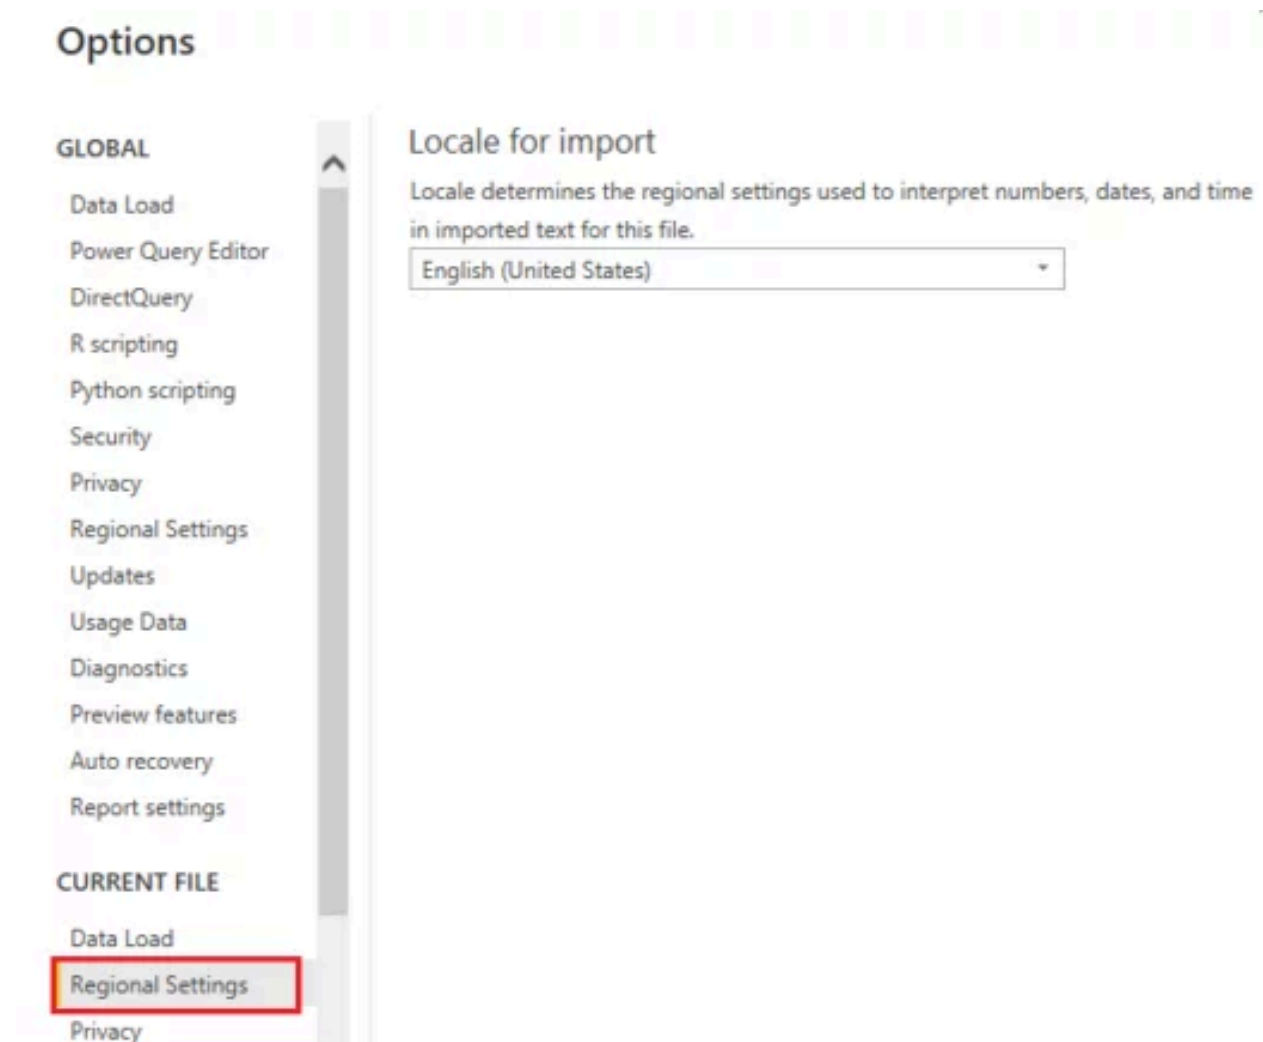 Options
GLOBAL
Data Load
Power Query Editor
DirectQuery
R scripting
Python scripting
Security
Privacy
Regional Settings
Updates
Usage Data
Diagnostics
Preview features
Auto recovery
Report settings
CURRENT FILE
Data Load
Regional Settings
Privacy
Locale for import
Locale determines the regional settings used to interpret numbers, dates, and time
in imported text for this file.
English (United States)